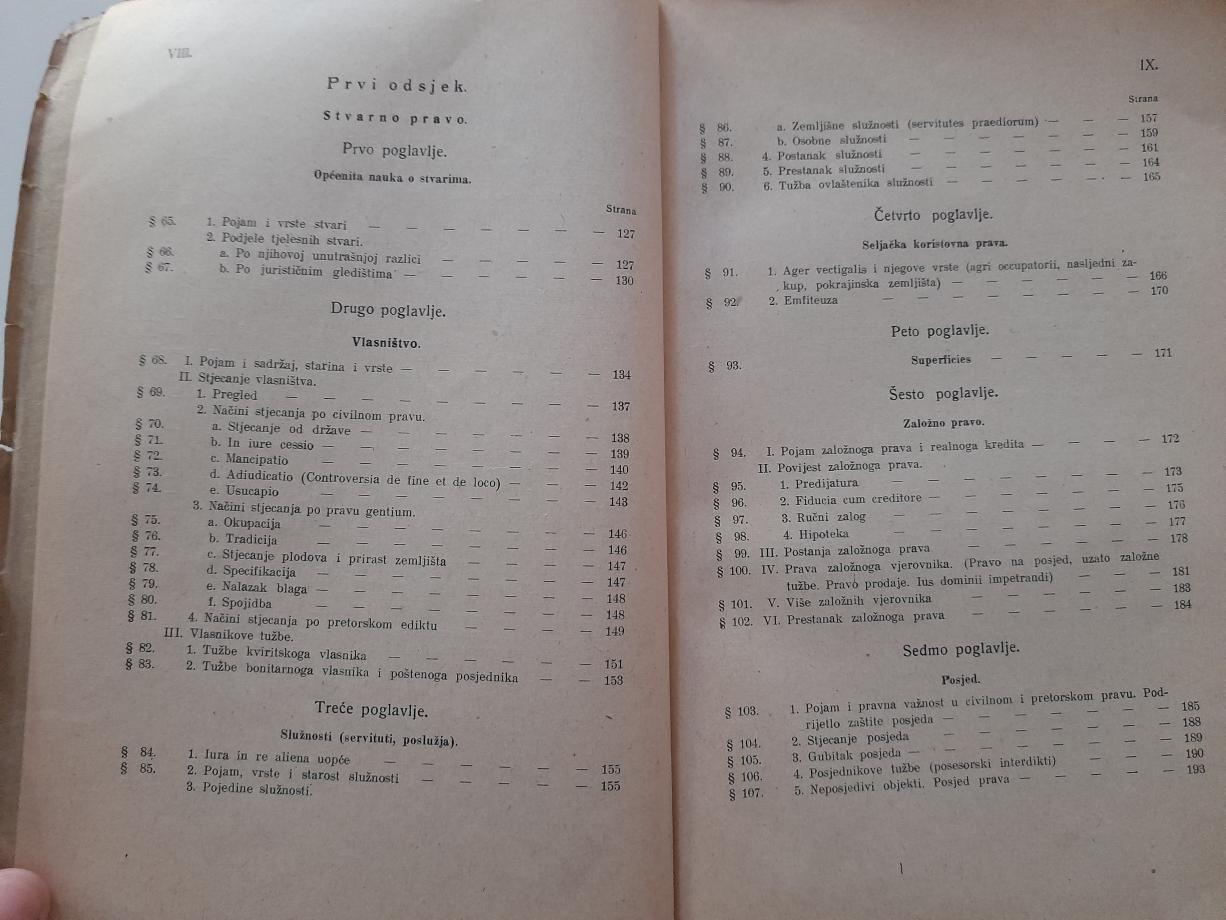 VIII.
Prvi odsjek.
Stvarno pravo.
Prvo poglavlje.
Općenita nauka o stvarima.
Strana
§ 65. 1. Pojam i vrste stvari — — — — — — — 127
2. Podjele tjelesnih stvari.
§ 66. a. Po njihovoj unutrašnjoj razlici — — — — — 127
§ 67. b. Po jurističnim gledištima — — — — — — 130
Drugo poglavlje.
Vlasništvo.
§ 68. I. Pojam i sadržaj, starina i vrste — — — — — — 134
II. Stjecanje vlasništva.
§ 69. 1. Pregled — — — — — — — — — 137
2. Načini stjecanja po civilnom pravu.
§ 70. a. Stjecanje od države — — — — — — — 138
§ 71. b. In iure cessio — — — — — — — — 139
§ 72. c. Mancipatio — — — — — — — — 140
§ 73. d. Adiudicatio (Controversia de fine et de loco) — — — 142
§ 74. e. Usucapio — — — — — — — — 143
3. Načini stjecanja po pravu gentium.
§ 75. a. Okupacija — — — — — — — — 146
§ 76. b. Tradicija — — — — — — — — 146
§ 77. c. Stjecanje plodova i prirast zemljišta — — — — 147
§ 78. d. Specifikacija — — — — — — — — 147
§ 79. e. Nalazak blaga — — — — — — — — 148
§ 80. f. Spojidba — — — — — — — — 148
§ 81. 4. Načini stjecanja po pretorskom ediktu — — — — 149
III. Vlasnikove tužbe.
§ 82. 1. Tužbe kviritskoga vlasnika — — — — — — 151
§ 83. 2. Tužbe bonitarnoga vlasnika i poštenoga posjednika — — 153
Treće poglavlje.
Služnosti (servituti, poslužja).
§ 84. 1. Iura in re aliena uopće — — — — — — 155
§ 85. 2. Pojam, vrste i starost služnosti — — — — — 155
3. Pojedine služnosti.
IX.
Strana
§ 86. a. Zemljišne služnosti (servitutes praediorum) — — — 157
§ 87. b. Osobne služnosti — — — — — — — 159
§ 88. 4. Postanak služnosti — — — — — — — 161
§ 89. 5. Prestanak služnosti — — — — — — — 164
§ 90. 6. Tužba ovlaštenika služnosti — — — — — — 165
Četvrto poglavlje.
Seljačka koristovna prava.
§ 91. 1. Ager vectigalis i njegove vrste (agri occupatorii, nasljedni za-
kup, pokrajinska zemljišta) — — — — — — 166
§ 92. 2. Emfiteuza — — — — — — — — 170
Peto poglavlje.
§ 93. Superficies — — — — — 171
Šesto poglavlje.
Založno pravo.
§ 94. I. Pojam založnoga prava i realnoga kredita — — — — 172
II. Povijest založnoga prava.
§ 95. 1. Predijatura — — — — — — — — 173
§ 96. 2. Fiducia cum creditore — — — — — — — 175
§ 97. 3. Ručni zalog — — — — — — — — 176
§ 98. 4. Hipoteka — — — — — — — — 177
§ 99. III. Postanja založnoga prava — — — — — — 178
§ 100. IV. Prava založnoga vjerovnika. (Pravo na posjed, uzato založne
tužbe. Pravo prodaje. Ius dominii impetrandi) — — — 181
§ 101. V. Više založnih vjerovnika — — — — — — 183
§ 102. VI. Prestanak založnoga prava — — — — — — 184
Sedmo poglavlje.
Posjed.
§ 103. 1. Pojam i pravna važnost u civilnom i pretorskom pravu. Pod-
rijetlo zaštite posjeda — — — — — — — 185
§ 104. 2. Stjecanje posjeda — — — — — — — 188
§ 105. 3. Gubitak posjeda — — — — — — — — 189
§ 106. 4. Posjednikove tužbe (posesorski interdikti) — — — — 190
§ 107. 5. Neposjedivi objekti. Posjed prava — — — — — 193